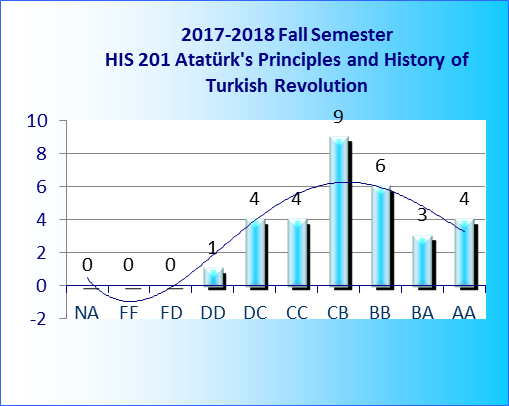 2017-2018 Fall Semester
HIS 201 Atatürk's Principles and History of
Turkish Revolution
10
8
6
4
2
0
-2
0 0 0 1 4 4 9 6 3 4
NA FF FD DD DC CC CB BB BA AA